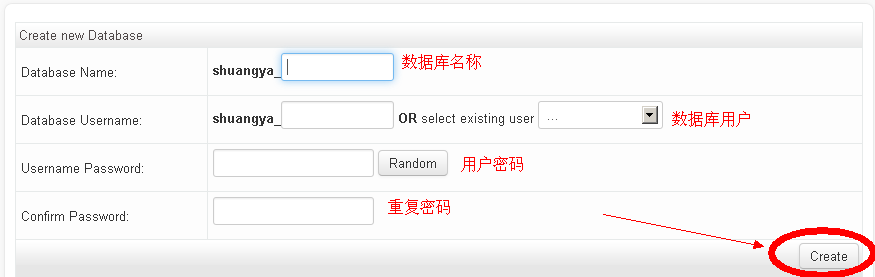 Create new Database
Database Name: shuangya_ 数据库名称
Database Username: shuangya_ OR select existing user ... 数据库用户
Username Password: Random 用户密码
Confirm Password: 重复密码
Create